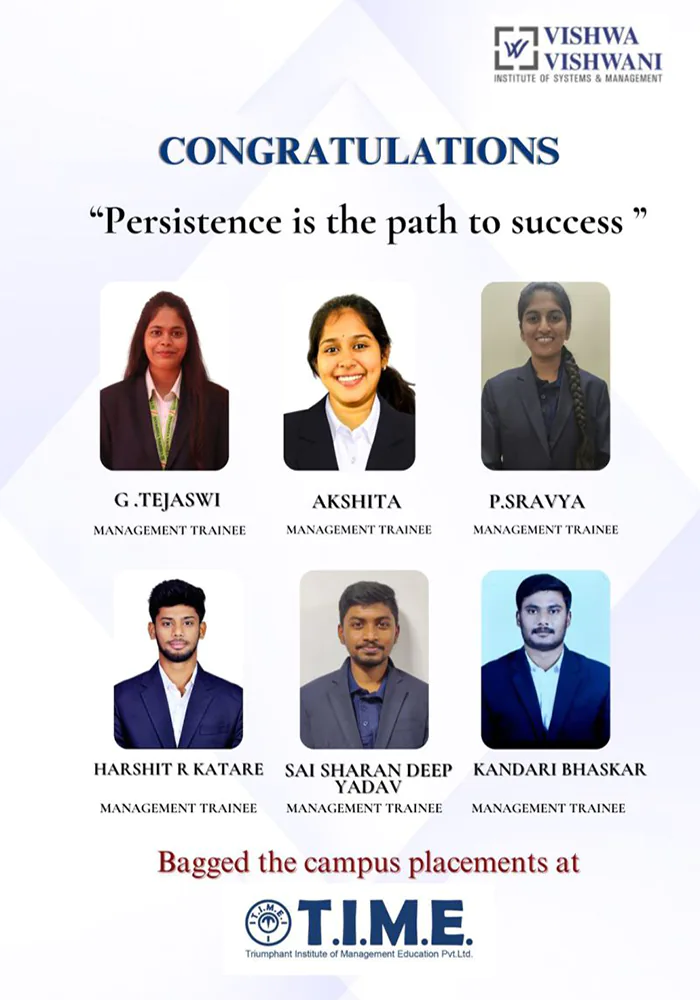 VISHWA
VISHWANI
INSTITUTE OF SYSTEMS & MANAGEMENT
CONGRATULATIONS
“Persistence is the path to success ”
G .TEJASWI
MANAGEMENT TRAINEE
AKSHITA
MANAGEMENT TRAINEE
P.SRAVYA
MANAGEMENT TRAINEE
HARSHIT R KATARE
MANAGEMENT TRAINEE
SAI SHARAN DEEP
YADAV
MANAGEMENT TRAINEE
KANDARI BHASKAR
MANAGEMENT TRAINEE
Bagged the campus placements at
T.I.M.E.
T.I.M.E.
Triumphant Institute of Management Education Pvt.Ltd.